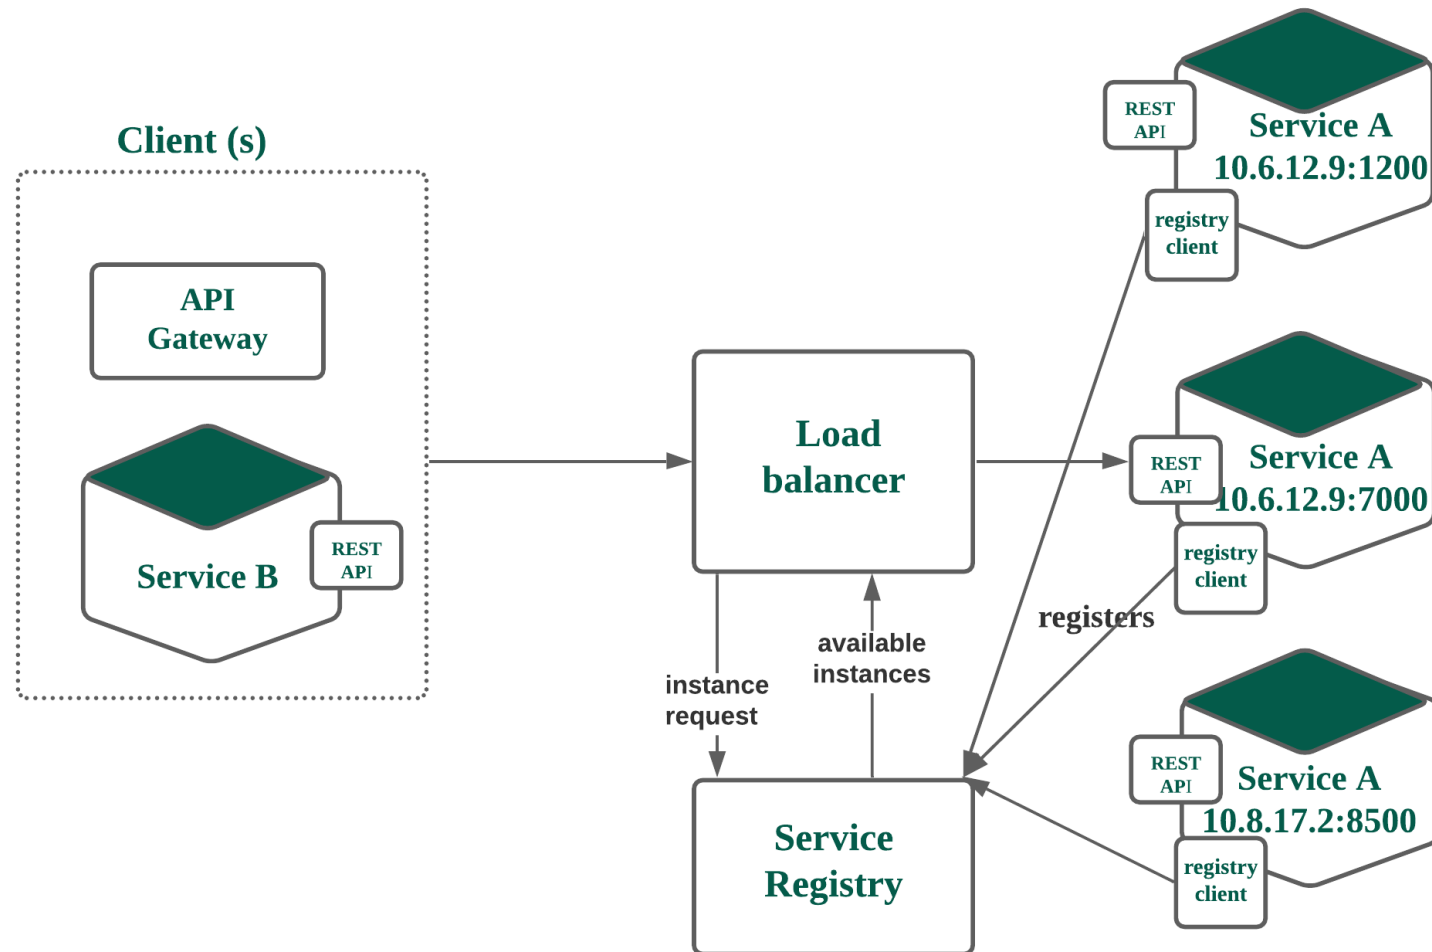 Client (s)
API
Gateway
Service B
REST
API
Load
balancer
instance
request
available
instances
Service
Registry
registers
REST
API
Service A
10.6.12.9:1200
registry
client
REST
API
Service A
10.6.12.9:7000
registry
client
REST
API
Service A
10.8.17.2:8500
registry
client